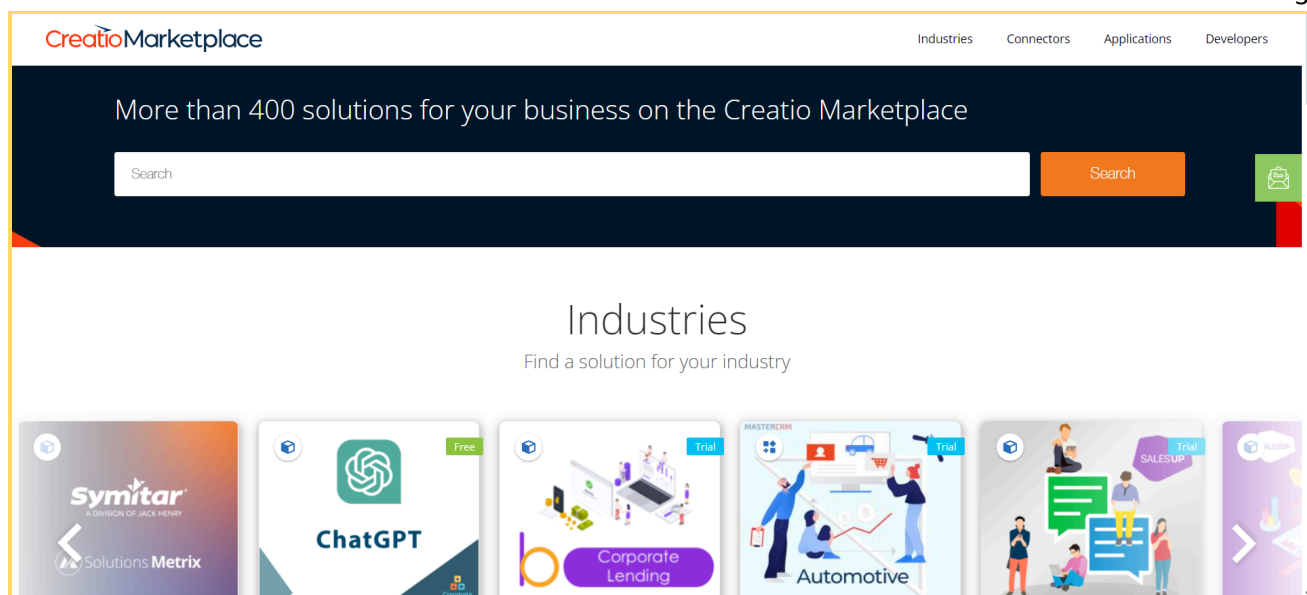 CreatioMarketplace
Industries Connectors Applications Developers
More than 400 solutions for your business on the Creatio Marketplace
Search Search
Industries
Find a solution for your industry
Symitar
A DIVISION OF JACK HENRY
Solutions Metrix
Free
ChatGPT
Trial
Corporate
Lending
MASTERCRM
Trial
Automotive
Trial
SALESUP